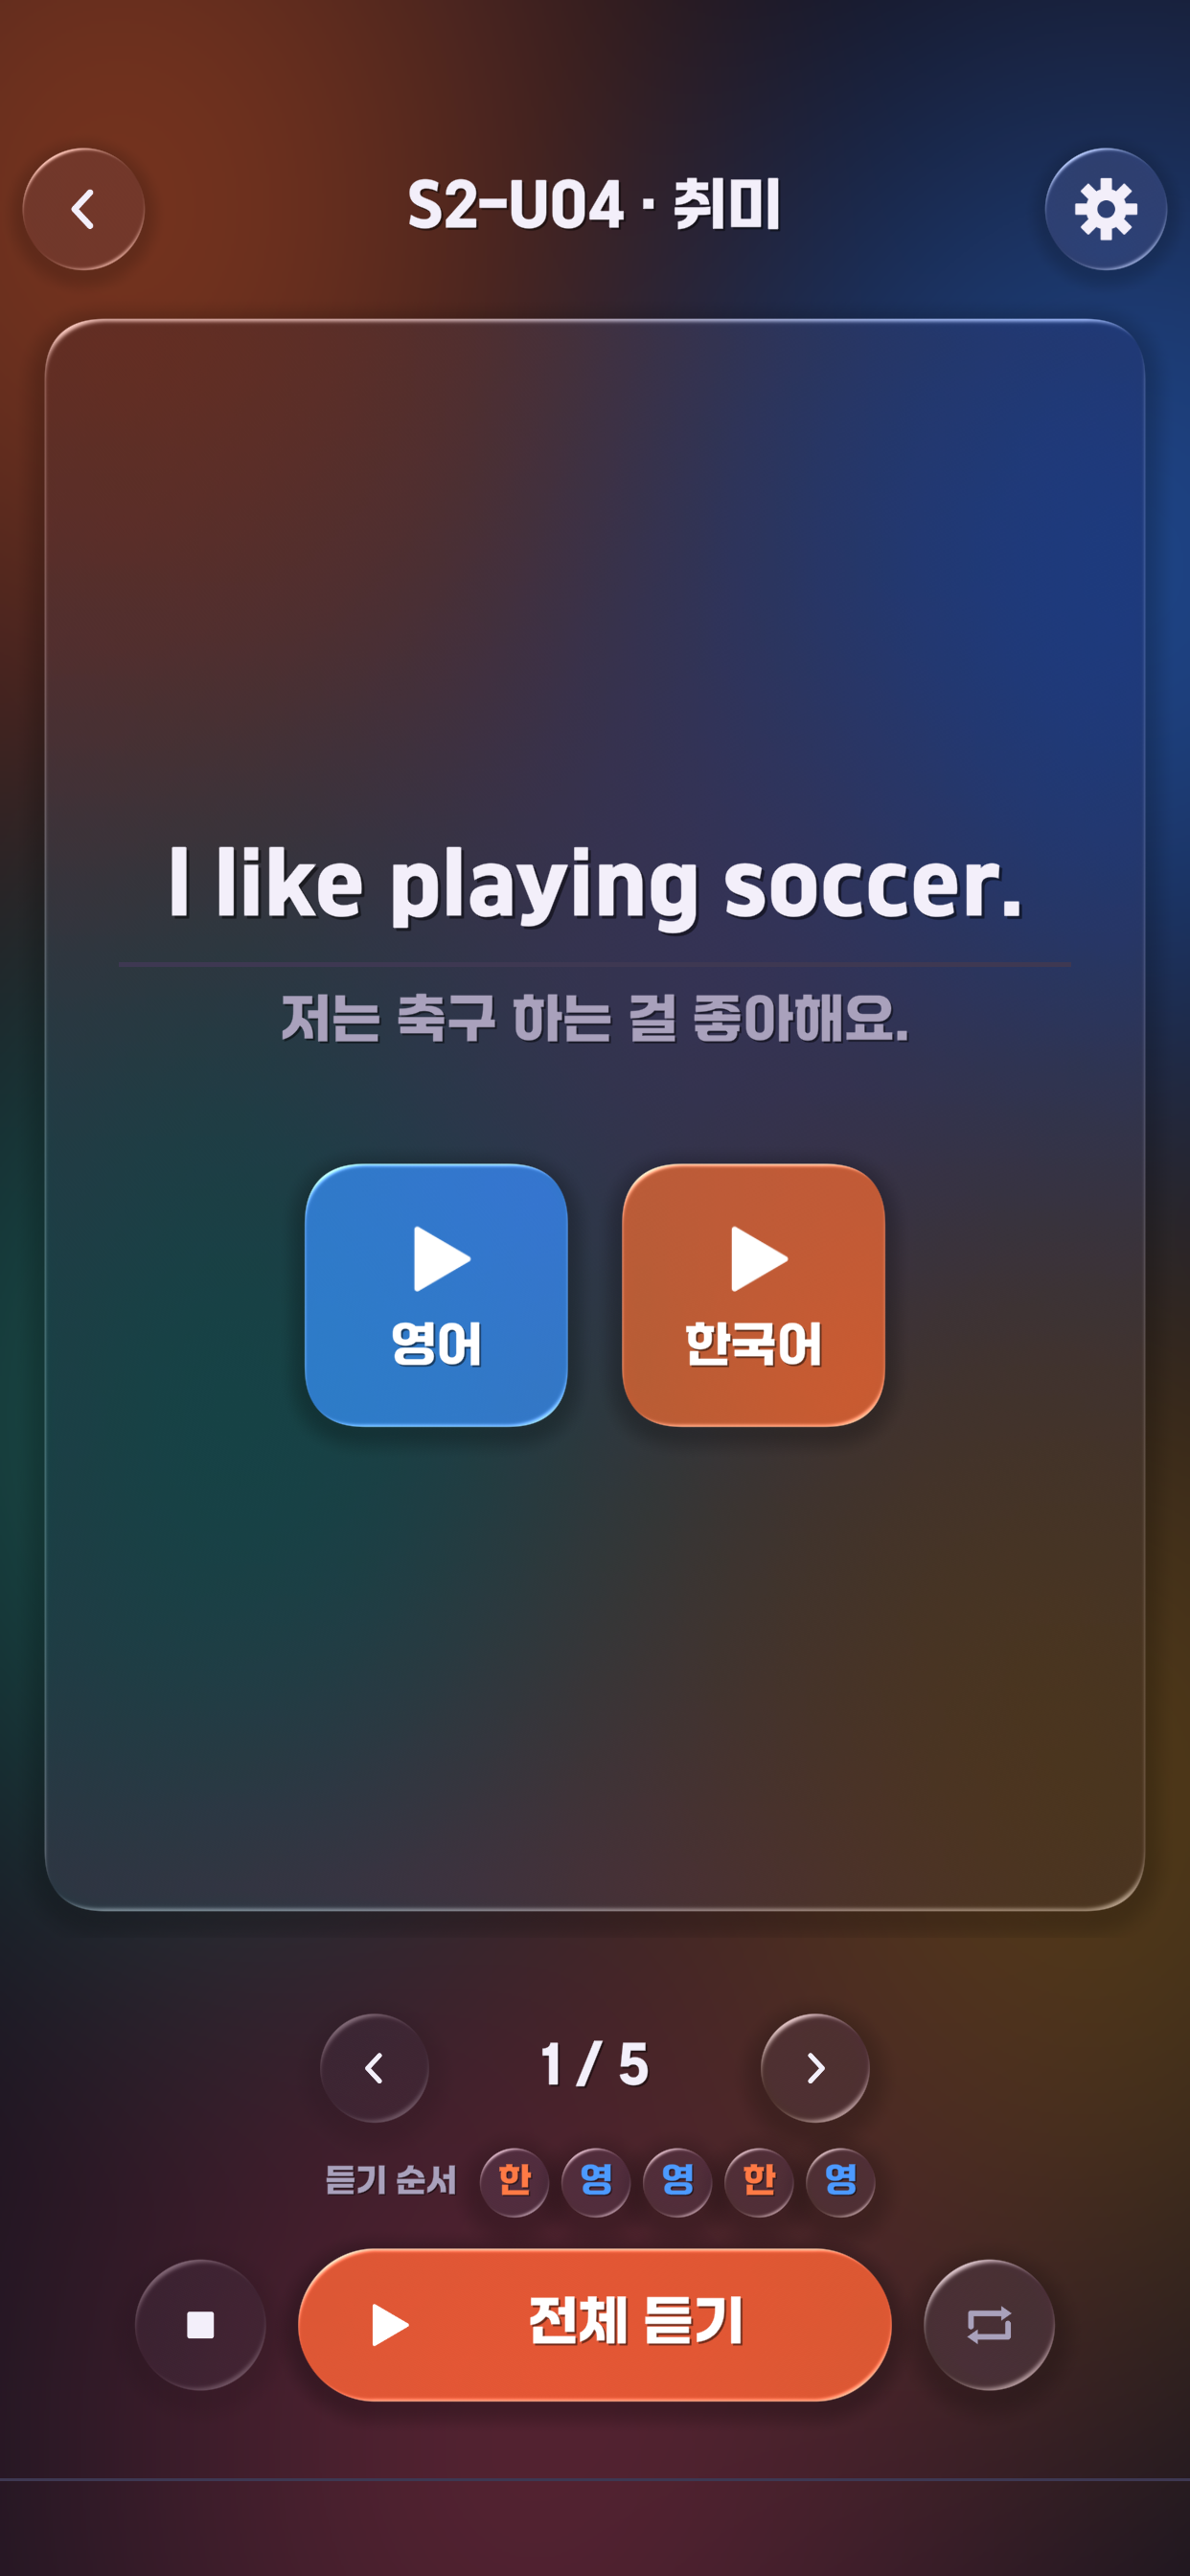 S2-U04 · 취미
I like playing soccer.
저는 축구 하는 걸 좋아해요.
영어
한국어
1 / 5
듣기 순서 한 영 영 한 영
전체 듣기